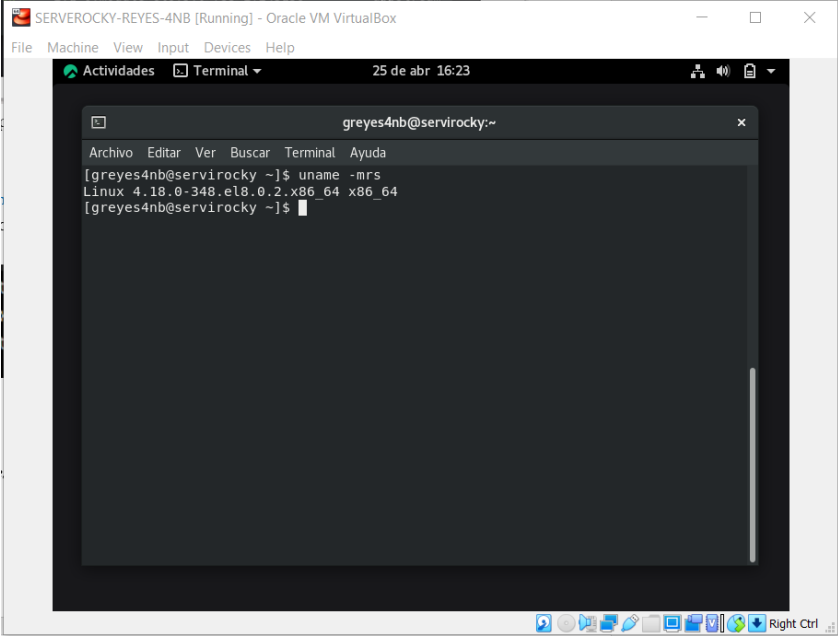 SERVEROCKY-REYES-4NB [Running] - Oracle VM VirtualBox
File Machine View Input Devices Help
Actividades Terminal 25 de abr 16:23
greyes4nb@servirocky:~
Archivo Editar Ver Buscar Terminal Ayuda
[greyes4nb@servirocky ~]$ uname -mrs
Linux 4.18.0-348.el8.0.2.x86_64 x86_64
[greyes4nb@servirocky ~]$
Right Ctrl